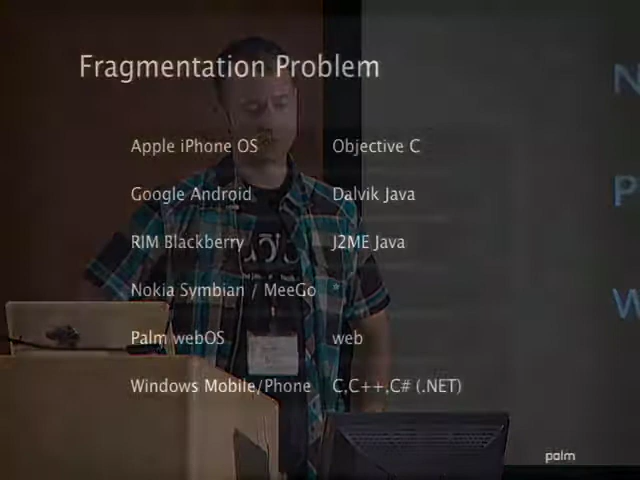 Fragmentation Problem
Apple iPhone OS Objective C
Google Android Dalvik Java
RIM Blackberry J2ME Java
Nokia Symbian / MeeGo *
Palm webOS web
Windows Mobile/Phone C,C++,C# (.NET)
palm